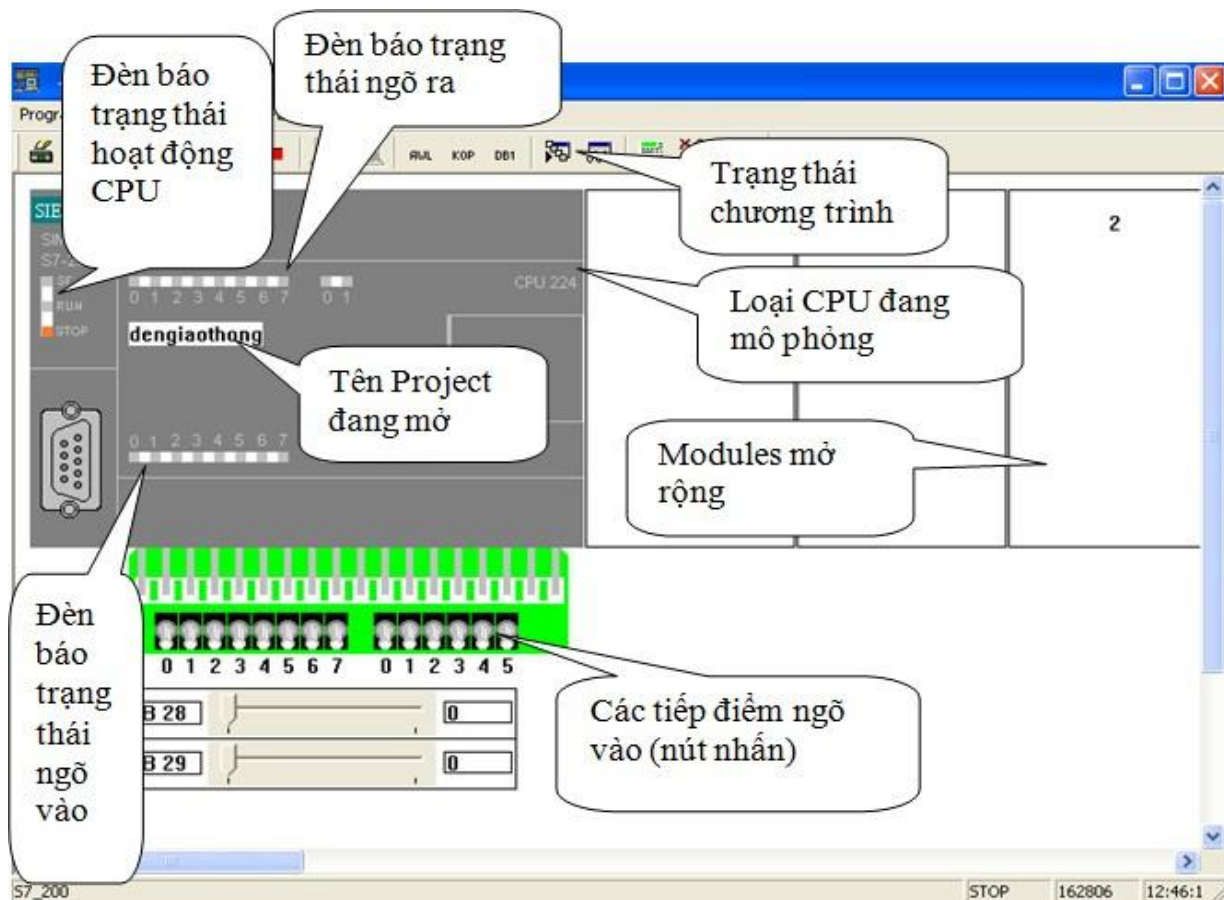 Đèn báo trạng
thái ngõ ra
Đèn báo
trạng thái
hoạt động
CPU
AWL KOP DB1
Trạng thái
chương trình
2
SF
RUN
STOP
0 1 2 3 4 5 6 7 0 1
CPU 224
dengiaothong
Loại CPU đang
mô phỏng
Tên Project
đang mở
0 1 2 3 4 5 6 7
Modules mở
rộng
Đèn
báo
trạng
thái
ngõ
vào
0 1 2 3 4 5 6 7 0 1 2 3 4 5
B 28 0
B 29 0
Các tiếp điểm ngõ
vào (nút nhấn)
S7_200 STOP 162806 12:46:1